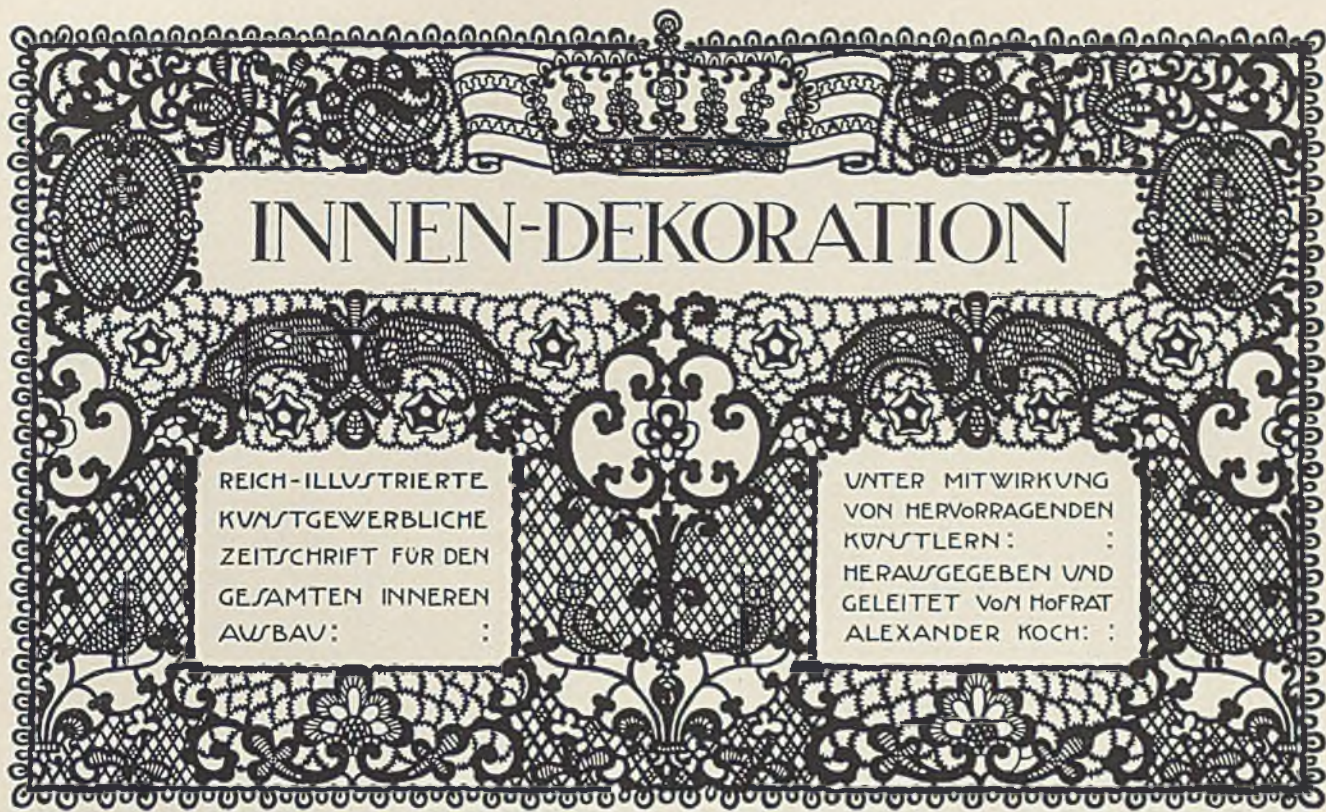 INNEN-DEKORATION
REICH-ILLUSTRIERTE
KUNSTGEWERBLICHE
ZEITSCHRIFT FÜR DEN
GESAMTEN INNEREN
AUSBAU: :
UNTER MITWIRKUNG
VON HERVORRAGENDEN
KÜNSTLERN: :
HERAUSGEGEBEN UND
GELEITET VON HOFRAT
ALEXANDER KOCH: :